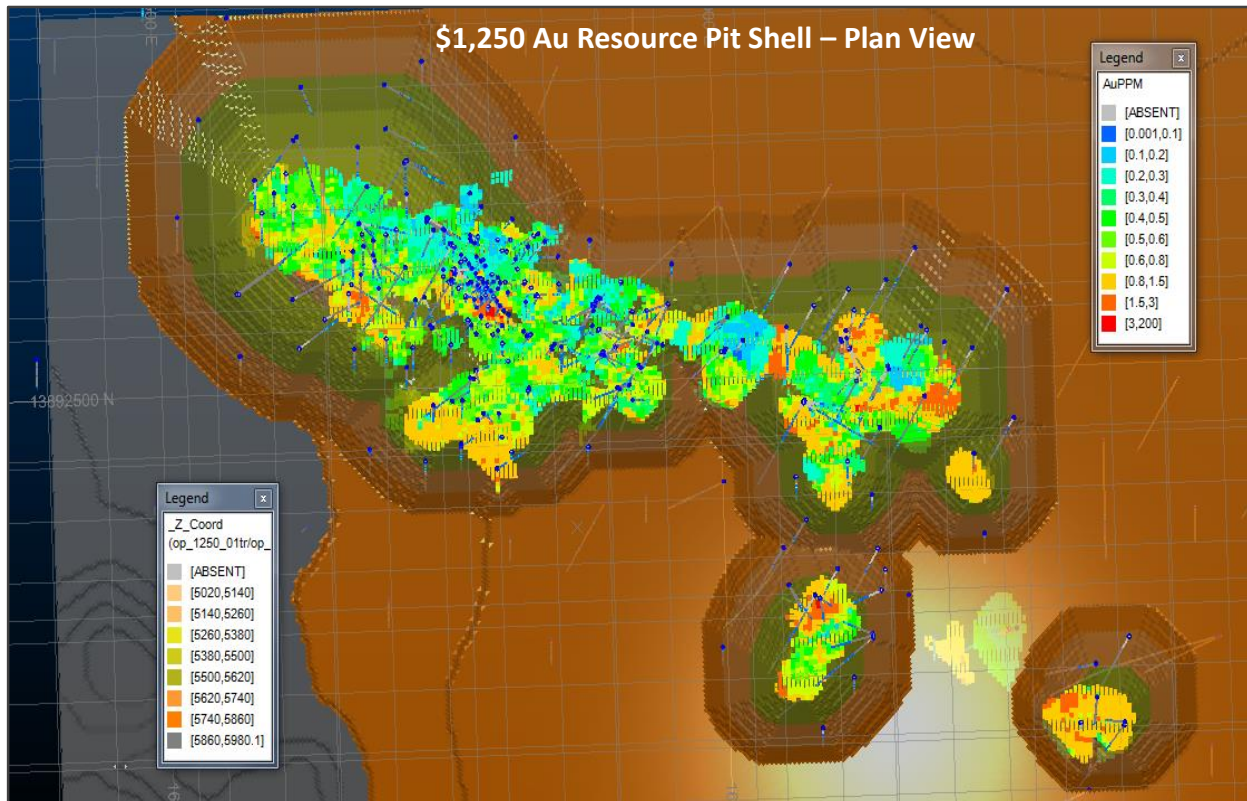 $1,250 Au Resource Pit Shell – Plan View
Legend x
AuPPM
[ABSENT]
[0.001,0.1]
[0.1,0.2]
[0.2,0.3]
[0.3,0.4]
[0.4,0.5]
[0.5,0.6]
[0.6,0.8]
[0.8,1.5]
[1.5,3]
[3,200]
13892500 N
Legend x
_Z_Coord
(op_1250_01tr/op_
[ABSENT]
[5020,5140]
[5140,5260]
[5260,5380]
[5380,5500]
[5500,5620]
[5620,5740]
[5740,5860]
[5860,5980.1]